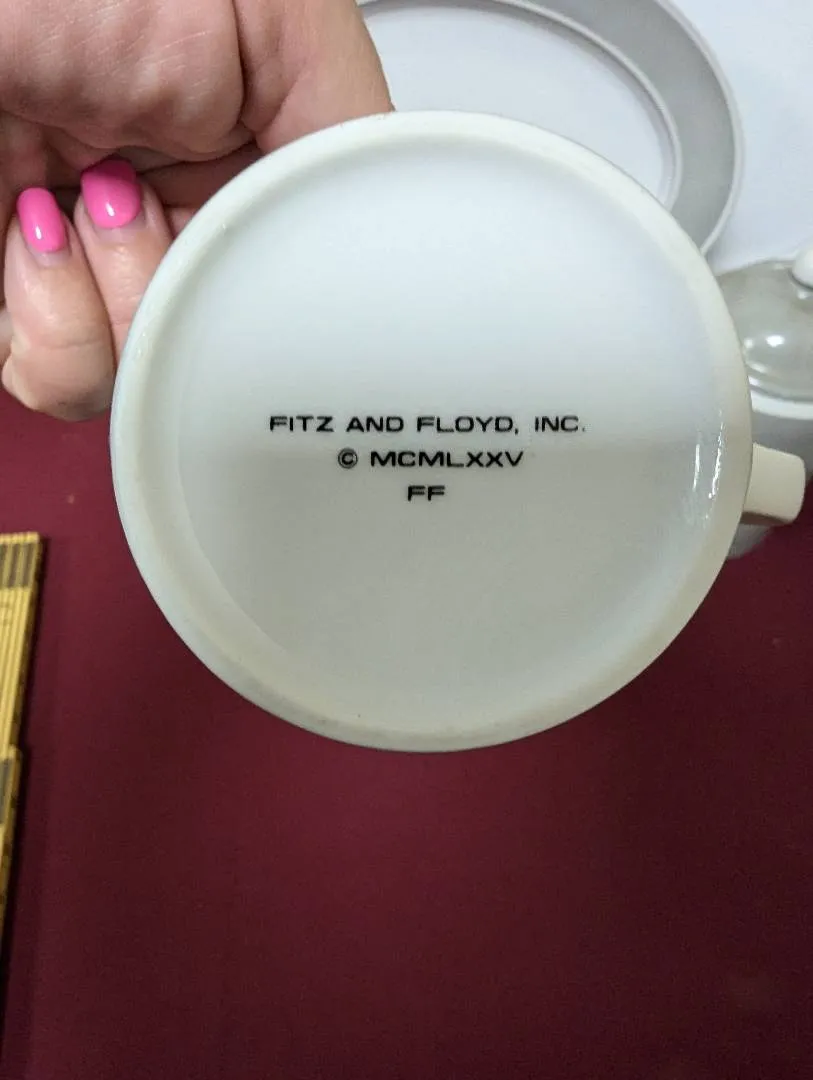 FITZ AND FLOYD, INC.
© MCMLXXV
FF